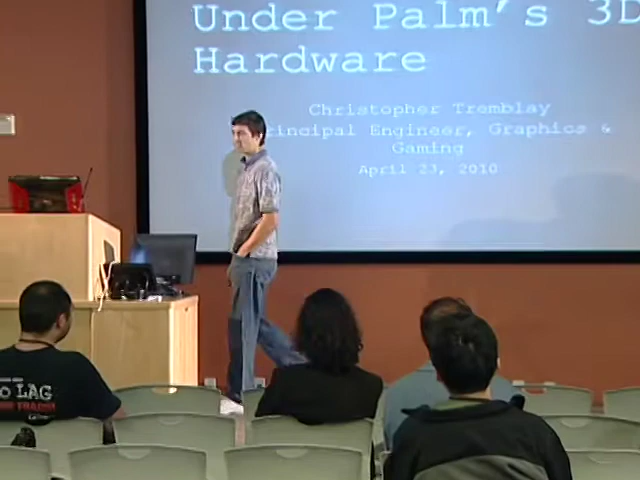 Under Palm's 3D
Hardware
Christopher Tremblay
rincipal Engineer, Graphics &
Gaming
April 23, 2010
LAG